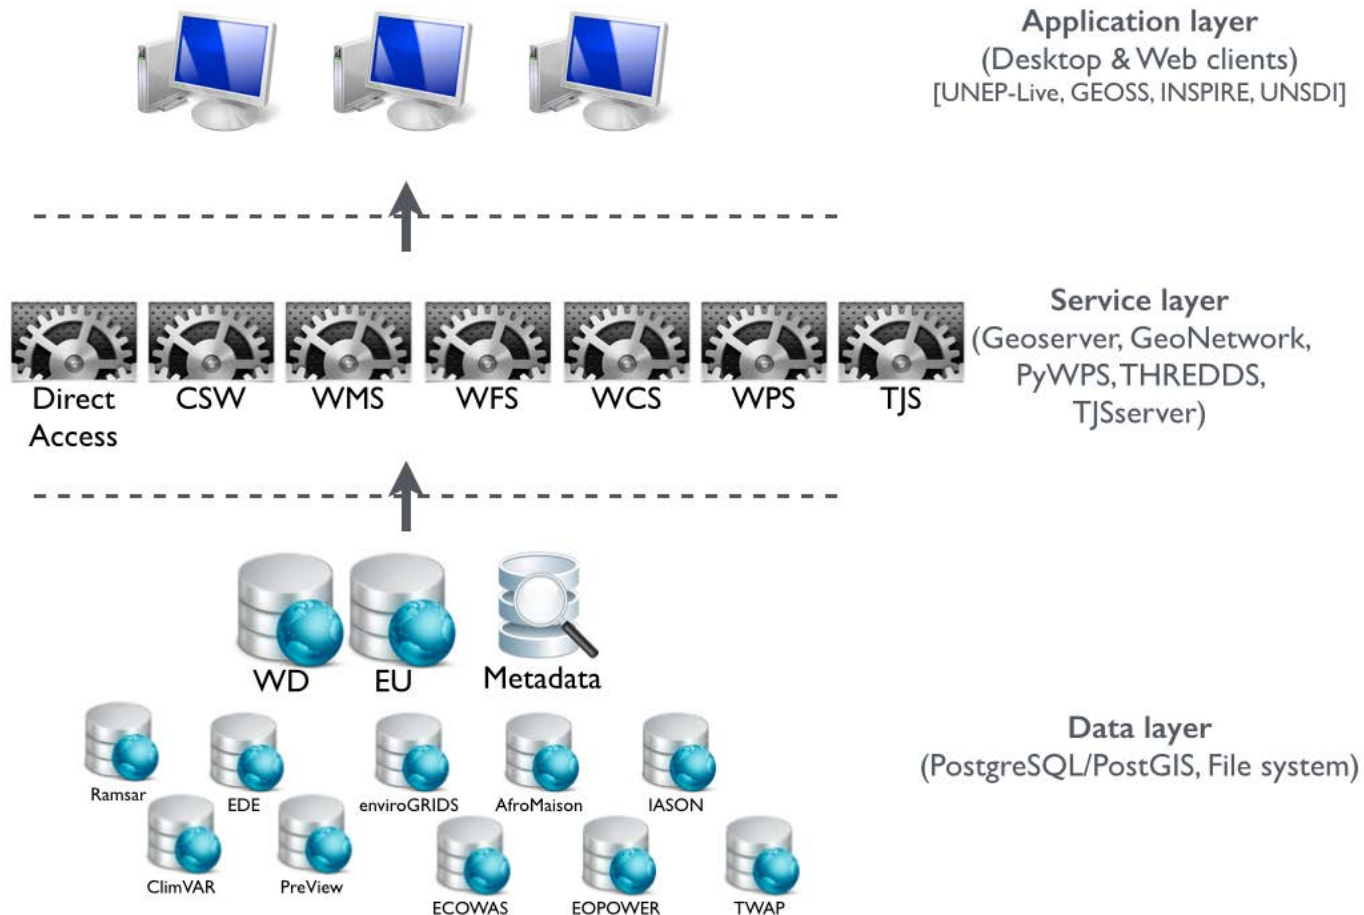 Application layer
(Desktop & Web clients)
[UNEP-Live, GEOSS, INSPIRE, UNSDI]
Service layer
(Geoserver, GeoNetwork,
PyWPS, THREDDS,
TJSserver)
Direct
Access
CSW
WMS
WFS
WCS
WPS
TJS
WD
EU
Metadata
Data layer
(PostgreSQL/PostGIS, File system)
Ramsar
EDE
enviroGRIDS
AfroMaison
IASON
ClimVAR
PreView
ECOWAS
EOPOWER
TWAP